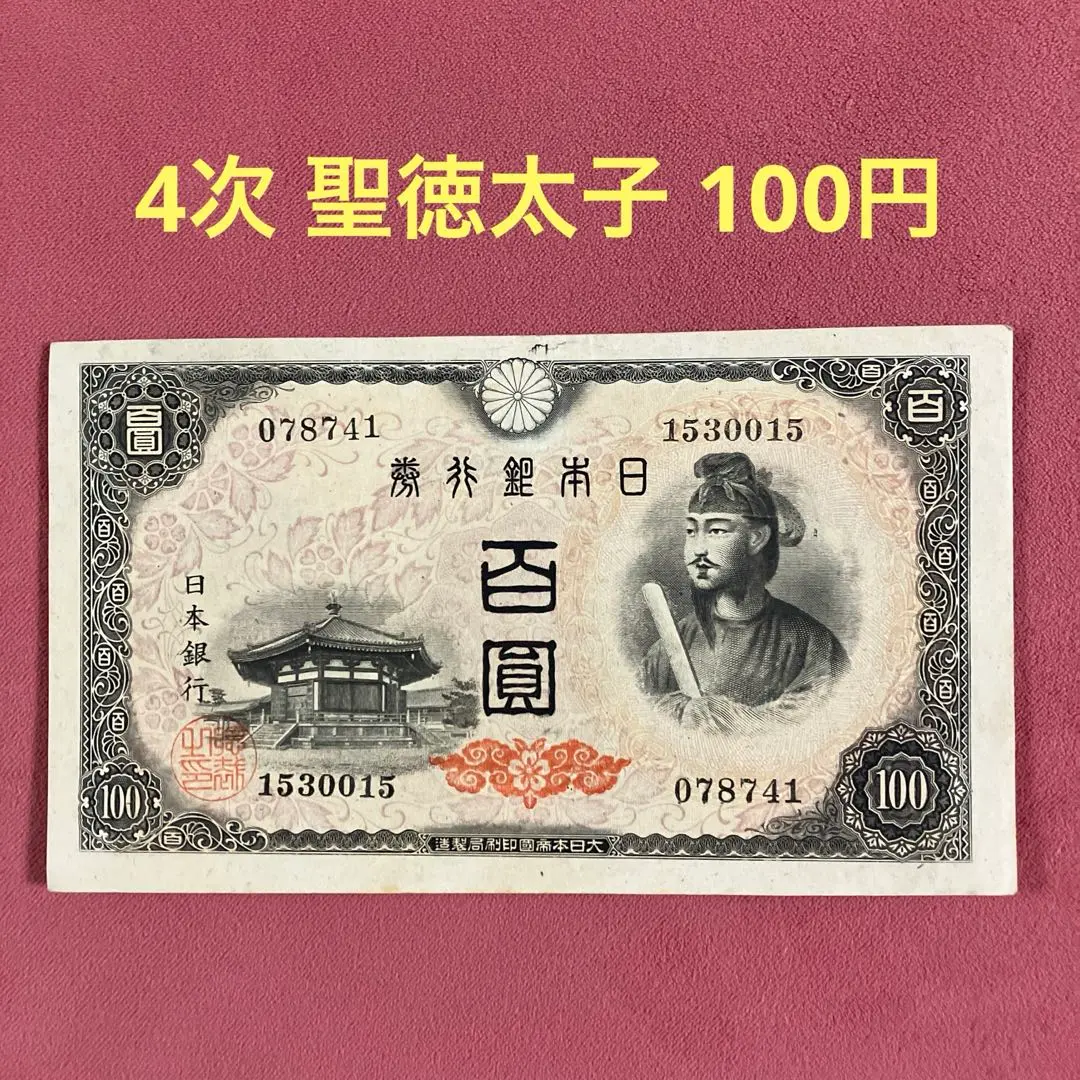 4次 聖徳太子 100円
百圓
078741
1530015
百
券行銀本日
百圓
日本銀行
1530015
078741
100
100
造製局刷印國帝本日大